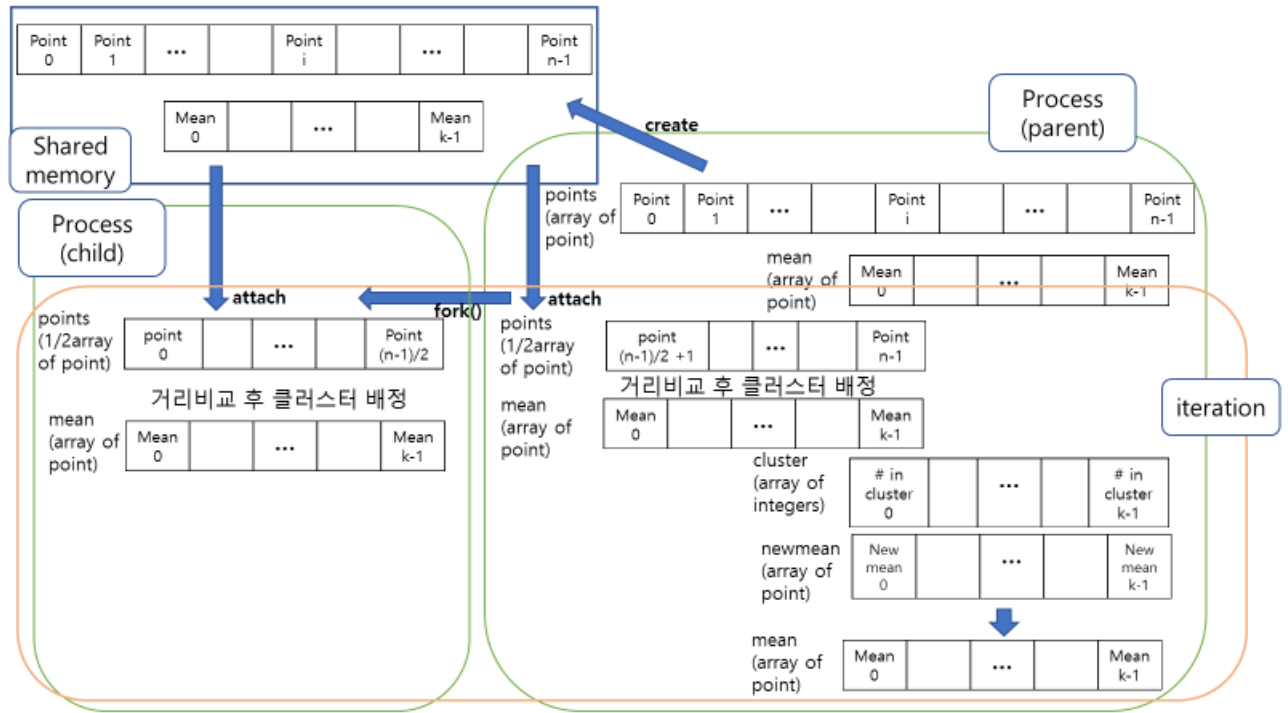 Point 0
Point 1
...
Point i
...
Point n-1
Mean 0
...
Mean k-1
Shared memory
create
Process (parent)
points (array of point)
Point 0
Point 1
...
Point i
...
Point n-1
mean (array of point)
Mean 0
...
Mean k-1
Process (child)
attach
fork()
attach
points (1/2array of point)
point 0
...
Point (n-1)/2
거리비교 후 클러스터 배정
mean (array of point)
Mean 0
...
Mean k-1
points (1/2array of point)
point (n-1)/2 +1
...
Point n-1
거리비교 후 클러스터 배정
mean (array of point)
Mean 0
...
Mean k-1
iteration
cluster (array of integers)
# in cluster 0
...
# in cluster k-1
newmean (array of point)
New mean 0
...
New mean k-1
mean (array of point)
Mean 0
...
Mean k-1